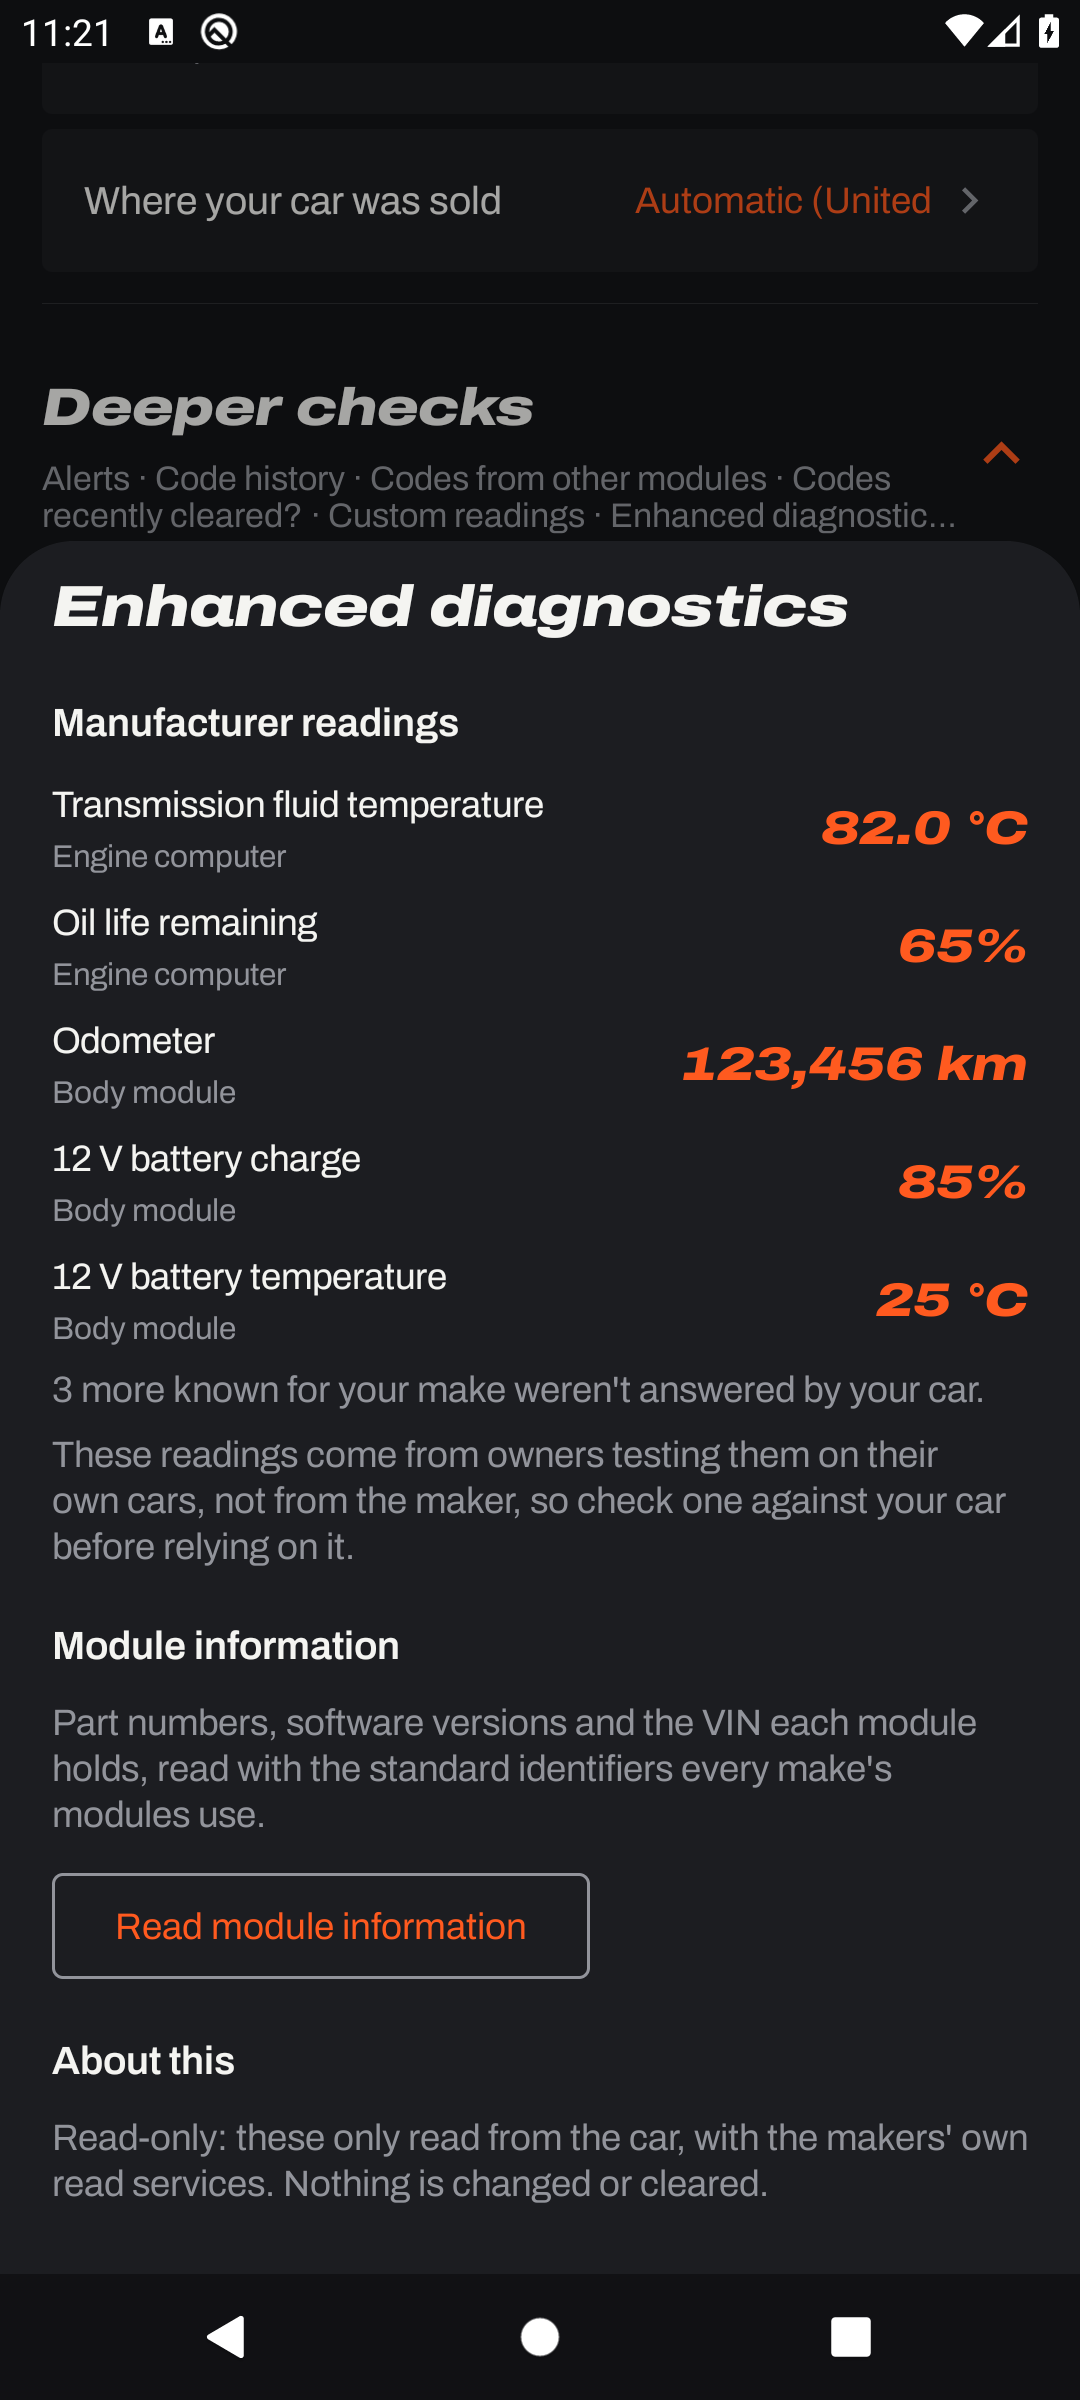 11:21
Where your car was sold
Automatic (United
Deeper checks
Alerts · Code history · Codes from other modules · Codes
recently cleared? · Custom readings · Enhanced diagnostic...
Enhanced diagnostics
Manufacturer readings
Transmission fluid temperature
82.0 °C
Engine computer
Oil life remaining
65%
Engine computer
Odometer
123,456 km
Body module
12 V battery charge
85%
Body module
12 V battery temperature
25 °C
Body module
3 more known for your make weren't answered by your car.
These readings come from owners testing them on their
own cars, not from the maker, so check one against your car
before relying on it.
Module information
Part numbers, software versions and the VIN each module
holds, read with the standard identifiers every make's
modules use.
Read module information
About this
Read-only: these only read from the car, with the makers' own
read services. Nothing is changed or cleared.